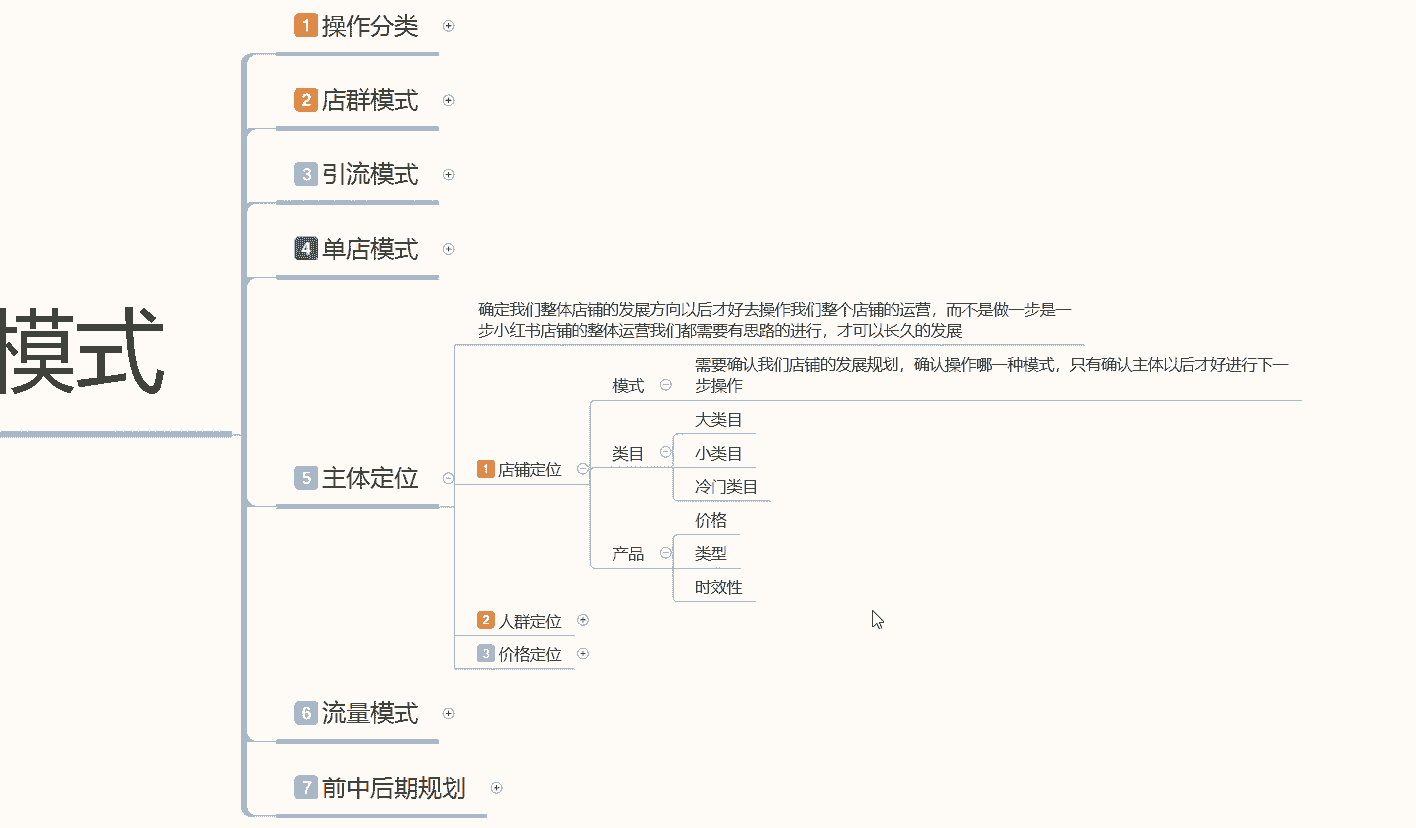 模式
1 操作分类
2 店群模式
3 引流模式
4 单店模式
5 主体定位
确定我们整体店铺的发展方向以后才好去操作我们整个店铺的运营，而不是做一步是一
步小红书店铺的整体运营我们都需要有思路的进行，才可以长久的发展
1 店铺定位
模式
需要确认我们店铺的发展规划，确认操作哪一种模式，只有确认主体以后才好进行下一
步操作
类目
大类目
小类目
冷门类目
产品
价格
类型
时效性
2 人群定位
3 价格定位
6 流量模式
7 前中后期规划